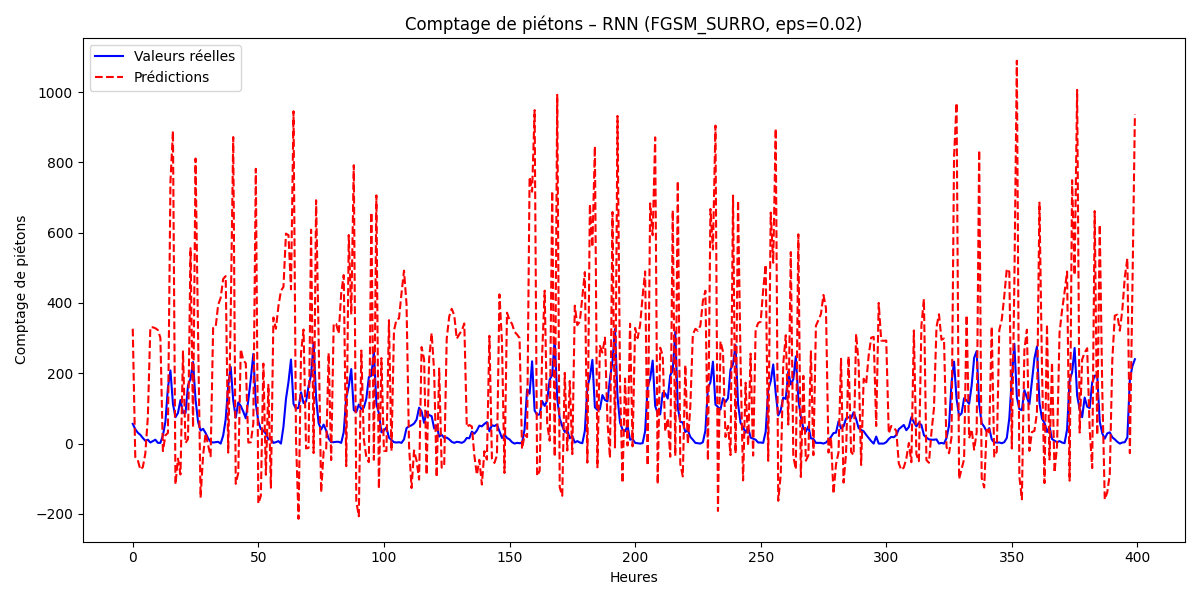 Comptage de piétons – RNN (FGSM_SURRO, eps=0.02)
Valeurs réelles
Prédictions
Comptage de piétons
1000
800
600
400
200
0
−200
0 50 100 150 200 250 300 350 400
Heures